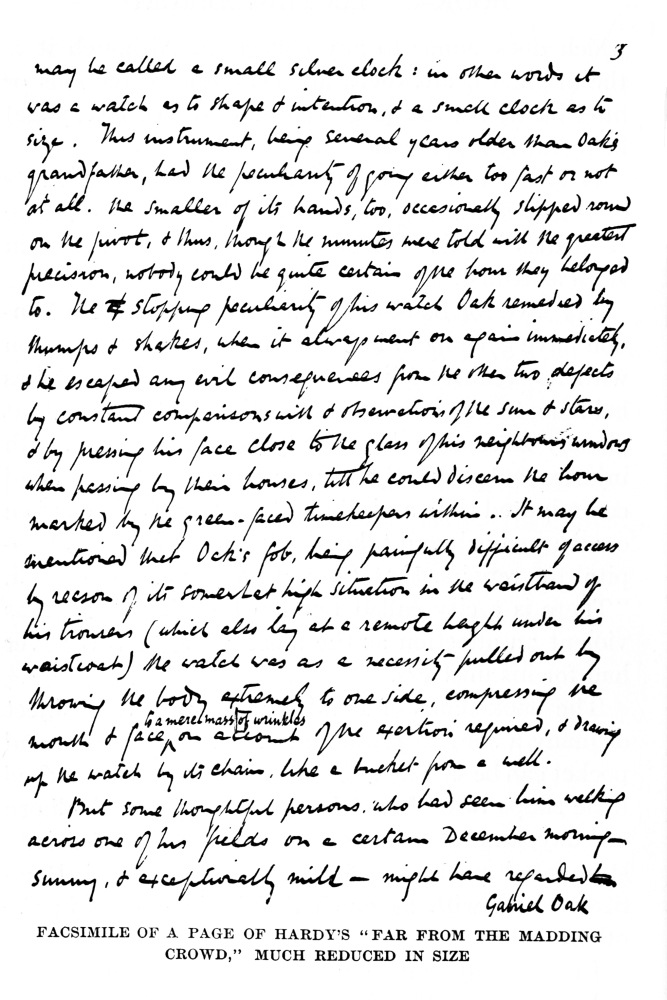 3
may be called a small silver clock : in other words it
was a watch as to shape & intention, & a small clock as to
size. This instrument, being several years older than Oak's
grandfather, had the peculiarity of going either too fast or not
at all. The smaller of its hands, too, occasionally slipped round
on the pivot, & thus, though the minutes were told with the greatest
precision, nobody could be quite certain of the hour they belonged
to. The stopping peculiarity of his watch Oak remedied by
thumps & shakes, when it always went on again immediately,
& he escaped any evil consequences from the other two defects
by constant comparisons with & observations of the sun & stars,
& by pressing his face close to the glass of his neighbours windows
when passing by their houses, till he could discern the hour
marked by the green-faced timekeepers within.. It may be
mentioned that Oak's fob, being painfully difficult of access
by reason of its somewhat high situation in the waistband of
his trousers (which also lay at a remote height under his
waistcoat) the watch was as a necessity pulled out by
throwing the body extremely to one side, compressing the
to a mere mass of wrinkles
mouth & face on account of the exertion required, & drawing
up the watch by its chain, like a bucket from a well.
But some thoughtful persons, who had seen him walking
across one of his fields on a certain December morning—
sunny, & exceptionally mild — might have regarded
Gabriel Oak
FACSIMILE OF A PAGE OF HARDY'S "FAR FROM THE MADDING
CROWD," MUCH REDUCED IN SIZE